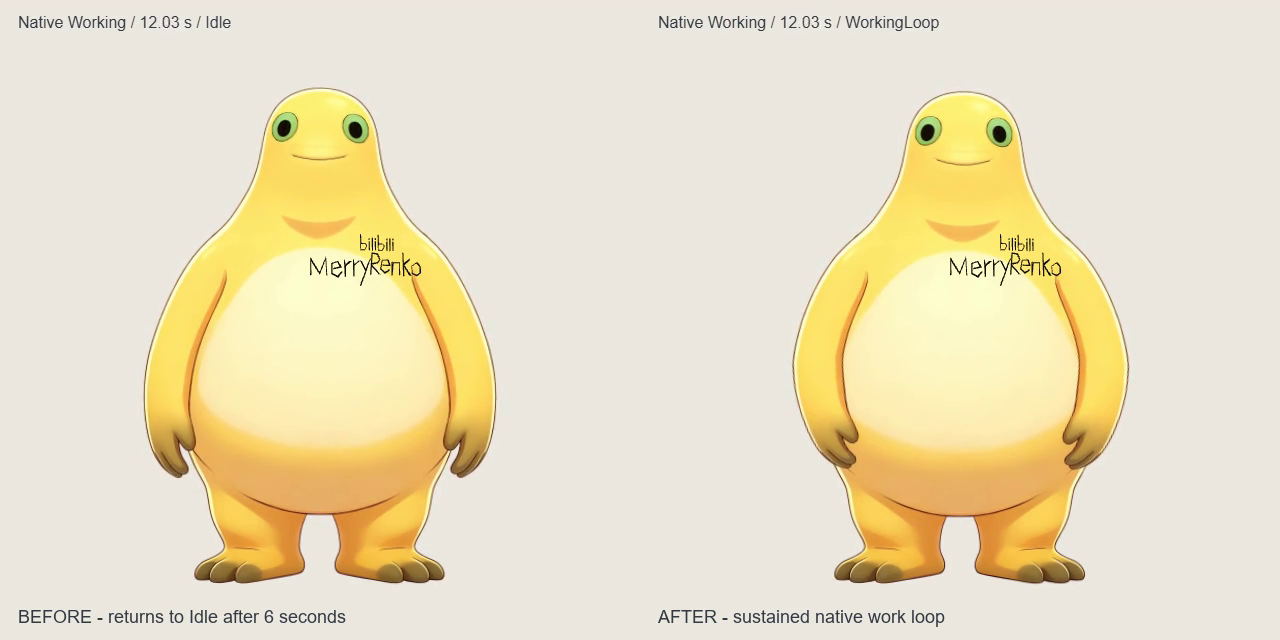 Native Working / 12.03 s / Idle
Native Working / 12.03 s / WorkingLoop
bilibili
MerryRenko
bilibili
MerryRenko
BEFORE - returns to Idle after 6 seconds
AFTER - sustained native work loop